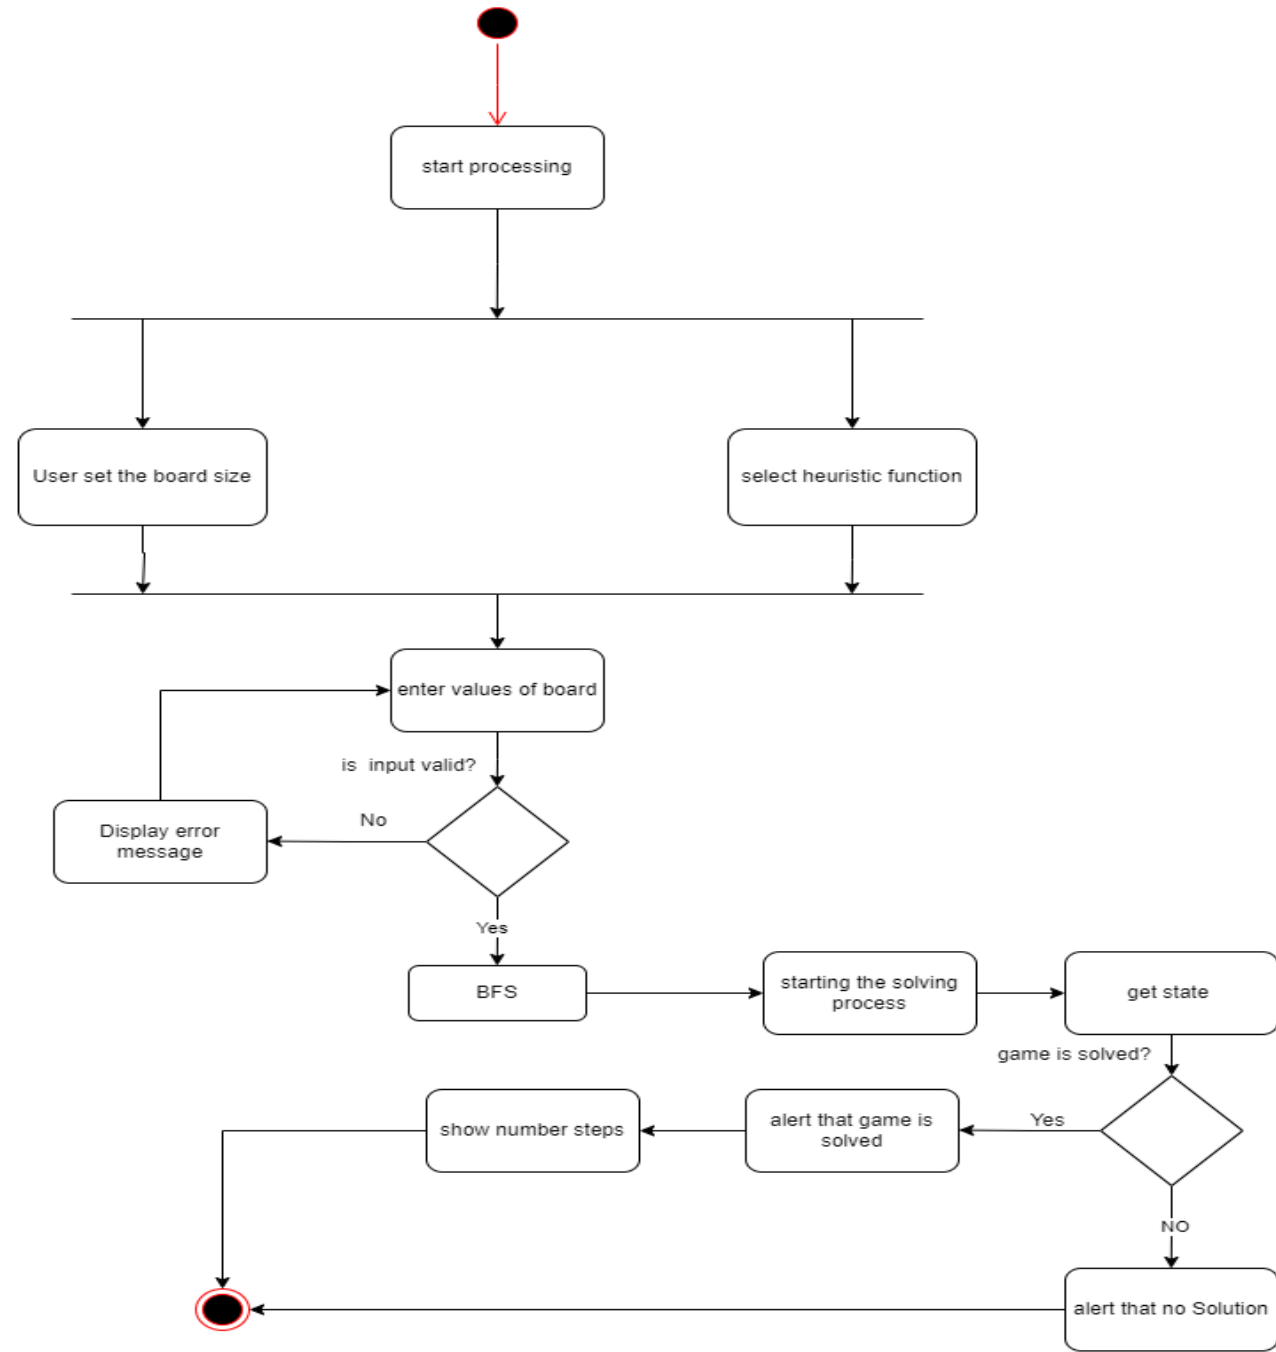 start processing
User set the board size
select heuristic function
enter values of board
is input valid?
No
Display error
message
Yes
BFS
starting the solving
process
get state
game is solved?
Yes
alert that game is
solved
show number steps
NO
alert that no Solution